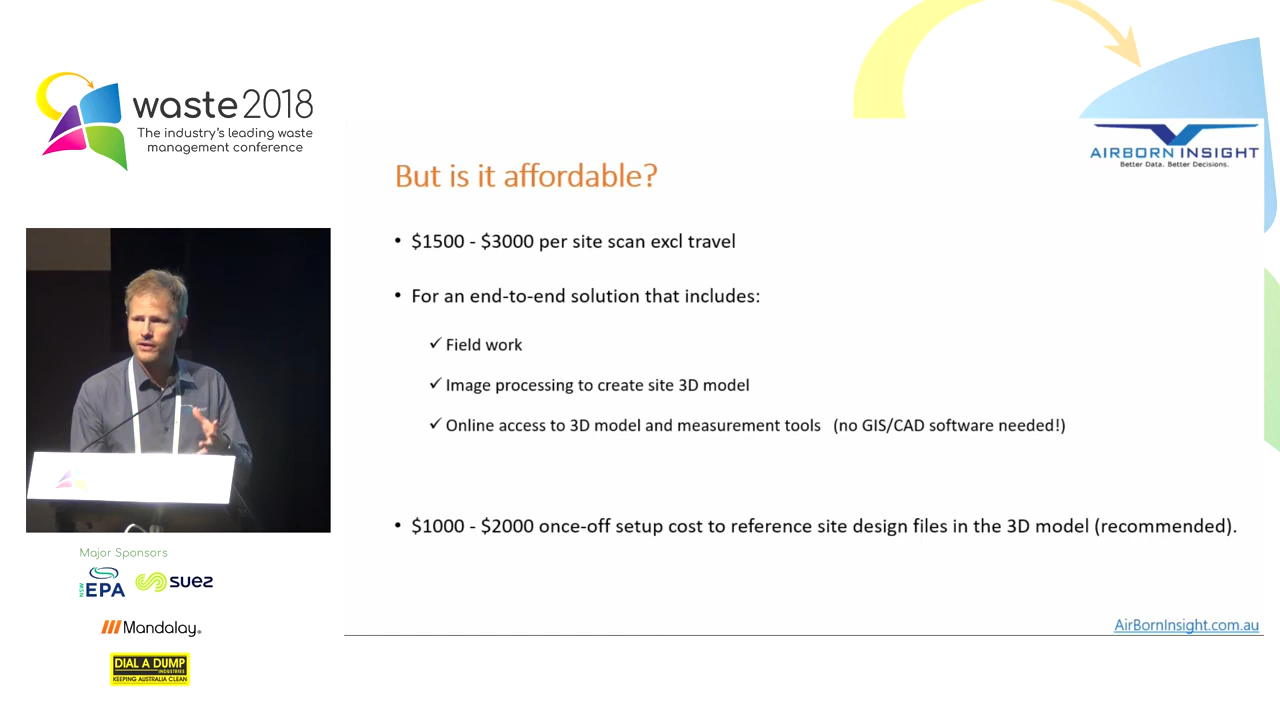 waste 2018
The industry's leading waste
management conference
AIRBORN INSIGHT
Better Data. Better Decisions.
But is it affordable?
• $1500 - $3000 per site scan excl travel
• For an end-to-end solution that includes:
✓ Field work
✓ Image processing to create site 3D model
✓ Online access to 3D model and measurement tools (no GIS/CAD software needed!)
• $1000 - $2000 once-off setup cost to reference site design files in the 3D model (recommended).
AirBornInsight.com.au
Major Sponsors
NSW EPA
suez
Mandalay®
DIAL A DUMP
INDUSTRIES
KEEPING AUSTRALIA CLEAN